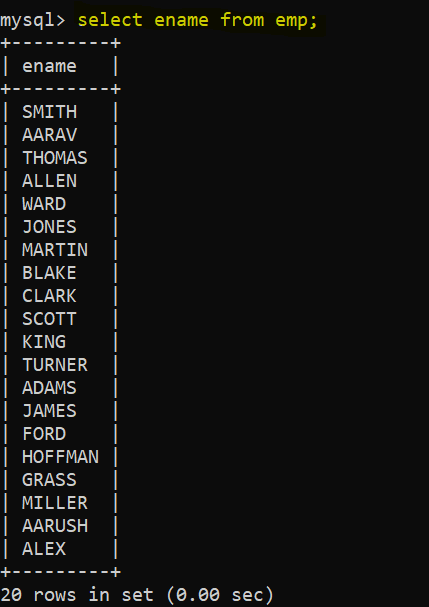 mysql> select ename from emp;
+---------+
| ename   |
+---------+
| SMITH   |
| AARAV   |
| THOMAS  |
| ALLEN   |
| WARD    |
| JONES   |
| MARTIN  |
| BLAKE   |
| CLARK   |
| SCOTT   |
| KING    |
| TURNER  |
| ADAMS   |
| JAMES   |
| FORD    |
| HOFFMAN |
| GRASS   |
| MILLER  |
| AARUSH  |
| ALEX    |
+---------+
20 rows in set (0.00 sec)